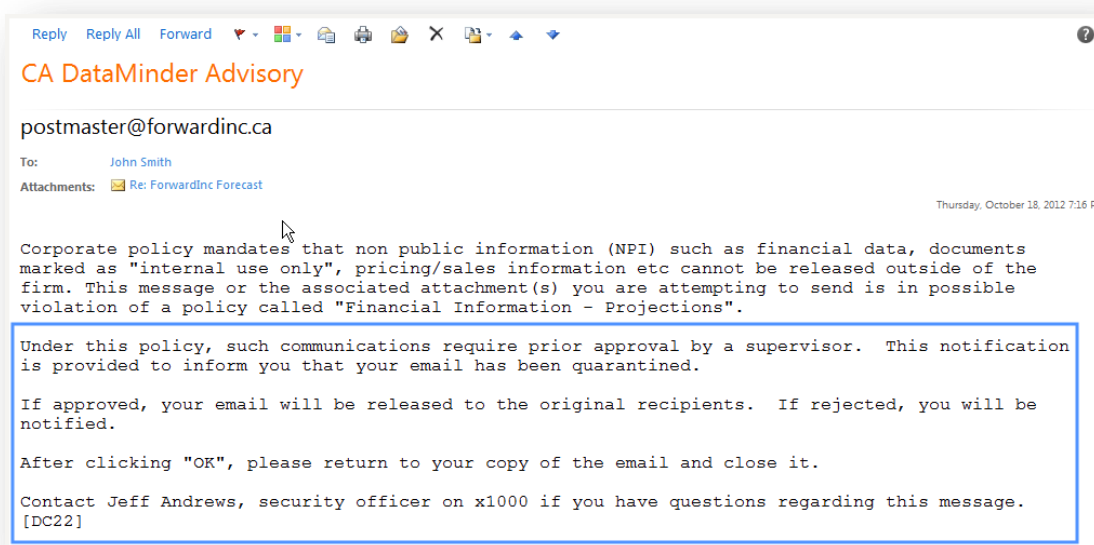 Reply Reply All Forward
CA DataMinder Advisory
postmaster@forwardinc.ca
To: John Smith
Attachments: Re: ForwardInc Forecast
Thursday, October 18, 2012 7:16
Corporate policy mandates that non public information (NPI) such as financial data, documents
marked as "internal use only", pricing/sales information etc cannot be released outside of the
firm. This message or the associated attachment(s) you are attempting to send is in possible
violation of a policy called "Financial Information - Projections".
Under this policy, such communications require prior approval by a supervisor.  This notification
is provided to inform you that your email has been quarantined.
If approved, your email will be released to the original recipients.  If rejected, you will be
notified.
After clicking "OK", please return to your copy of the email and close it.
Contact Jeff Andrews, security officer on x1000 if you have questions regarding this message.
[DC22]